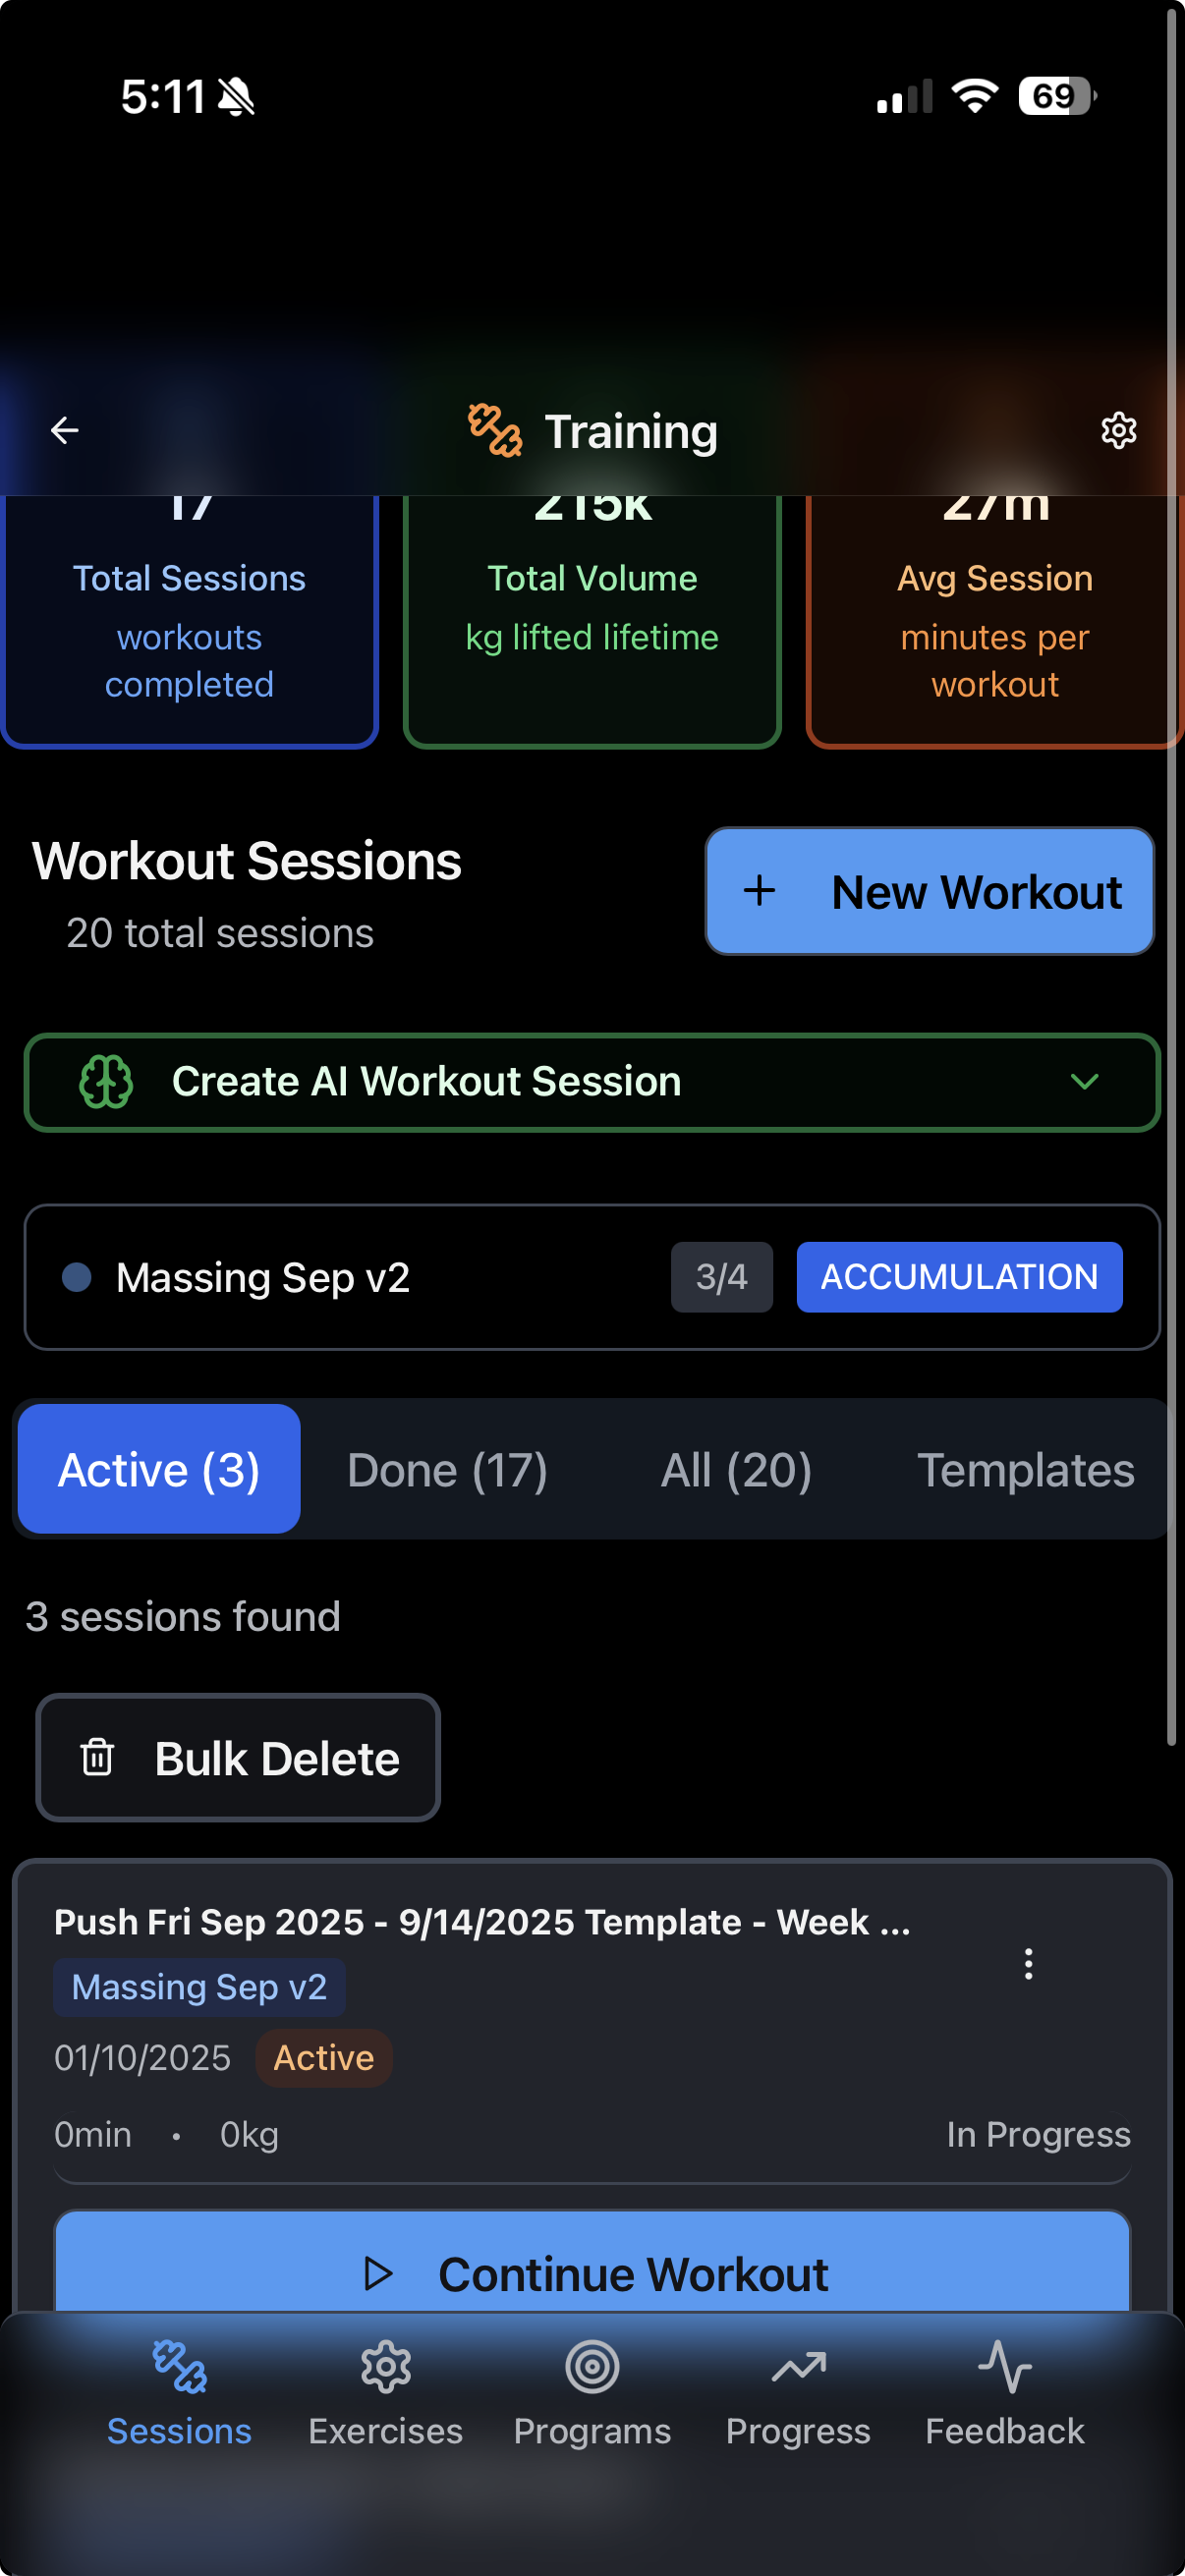 5:11
69
Training
17
215k
27m
Total Sessions
Total Volume
Avg Session
workouts
completed
kg lifted lifetime
minutes per
workout
Workout Sessions
20 total sessions
+ New Workout
Create AI Workout Session
Massing Sep v2
3/4
ACCUMULATION
Active (3)
Done (17)
All (20)
Templates
3 sessions found
Bulk Delete
Push Fri Sep 2025 - 9/14/2025 Template - Week ...
Massing Sep v2
01/10/2025
Active
0min • 0kg
In Progress
Continue Workout
Sessions
Exercises
Programs
Progress
Feedback